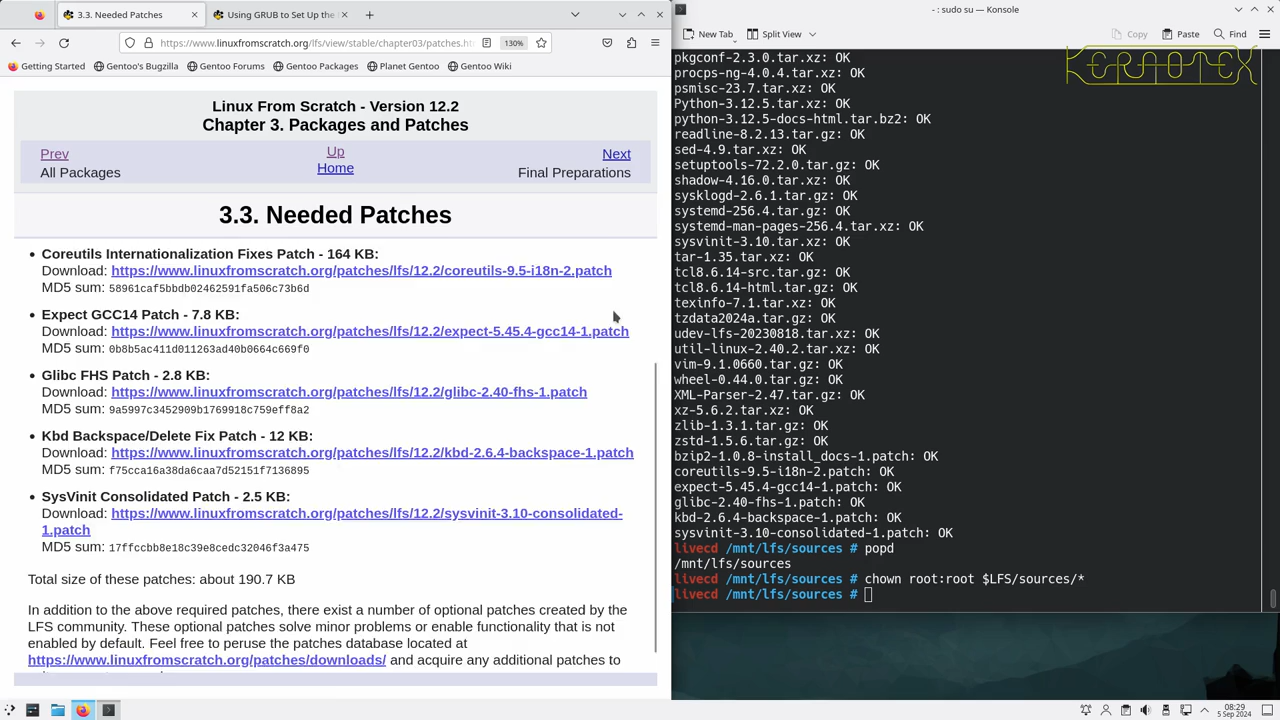 3.3. Needed Patches
Using GRUB to Set Up the
https://www.linuxfromscratch.org/lfs/view/stable/chapter03/patches.ht
130%
Getting Started
Gentoo's Bugzilla
Gentoo Forums
Gentoo Packages
Planet Gentoo
Gentoo Wiki
Linux From Scratch - Version 12.2
Chapter 3. Packages and Patches
Prev
Up
Next
All Packages
Home
Final Preparations
3.3. Needed Patches
• Coreutils Internationalization Fixes Patch - 164 KB:
Download: https://www.linuxfromscratch.org/patches/lfs/12.2/coreutils-9.5-i18n-2.patch
MD5 sum: 58961caf5bbdb02462591fa506c73b6d
• Expect GCC14 Patch - 7.8 KB:
Download: https://www.linuxfromscratch.org/patches/lfs/12.2/expect-5.45.4-gcc14-1.patch
MD5 sum: 0b8b5ac411d011263ad40b0664c669f0
• Glibc FHS Patch - 2.8 KB:
Download: https://www.linuxfromscratch.org/patches/lfs/12.2/glibc-2.40-fhs-1.patch
MD5 sum: 9a5997c3452909b1769918c759eff8a2
• Kbd Backspace/Delete Fix Patch - 12 KB:
Download: https://www.linuxfromscratch.org/patches/lfs/12.2/kbd-2.6.4-backspace-1.patch
MD5 sum: f75cca16a38da6caa7d52151f7136895
• SysVinit Consolidated Patch - 2.5 KB:
Download: https://www.linuxfromscratch.org/patches/lfs/12.2/sysvinit-3.10-consolidated-
1.patch
MD5 sum: 17ffccbb8e18c39e8cedc32046f3a475
Total size of these patches: about 190.7 KB
In addition to the above required patches, there exist a number of optional patches created by the
LFS community. These optional patches solve minor problems or enable functionality that is not
enabled by default. Feel free to peruse the patches database located at
https://www.linuxfromscratch.org/patches/downloads/ and acquire any additional patches to
- : sudo su — Konsole
New Tab
Split View
Copy
Paste
Find
KERNOTEX
pkgconf-2.3.0.tar.xz: OK
procps-ng-4.0.4.tar.xz: OK
psmisc-23.7.tar.xz: OK
Python-3.12.5.tar.xz: OK
python-3.12.5-docs-html.tar.bz2: OK
readline-8.2.13.tar.gz: OK
sed-4.9.tar.xz: OK
setuptools-72.2.0.tar.gz: OK
shadow-4.16.0.tar.xz: OK
sysklogd-2.6.1.tar.gz: OK
systemd-256.4.tar.gz: OK
systemd-man-pages-256.4.tar.xz: OK
sysvinit-3.10.tar.xz: OK
tar-1.35.tar.xz: OK
tcl8.6.14-src.tar.gz: OK
tcl8.6.14-html.tar.gz: OK
texinfo-7.1.tar.xz: OK
tzdata2024a.tar.gz: OK
udev-lfs-20230818.tar.xz: OK
util-linux-2.40.2.tar.xz: OK
vim-9.1.0660.tar.gz: OK
wheel-0.44.0.tar.gz: OK
XML-Parser-2.47.tar.gz: OK
xz-5.6.2.tar.xz: OK
zlib-1.3.1.tar.gz: OK
zstd-1.5.6.tar.gz: OK
bzip2-1.0.8-install_docs-1.patch: OK
coreutils-9.5-i18n-2.patch: OK
expect-5.45.4-gcc14-1.patch: OK
glibc-2.40-fhs-1.patch: OK
kbd-2.6.4-backspace-1.patch: OK
sysvinit-3.10-consolidated-1.patch: OK
livecd /mnt/lfs/sources # popd
/mnt/lfs/sources
livecd /mnt/lfs/sources # chown root:root $LFS/sources/*
livecd /mnt/lfs/sources #
08:29
5 Sep 2024